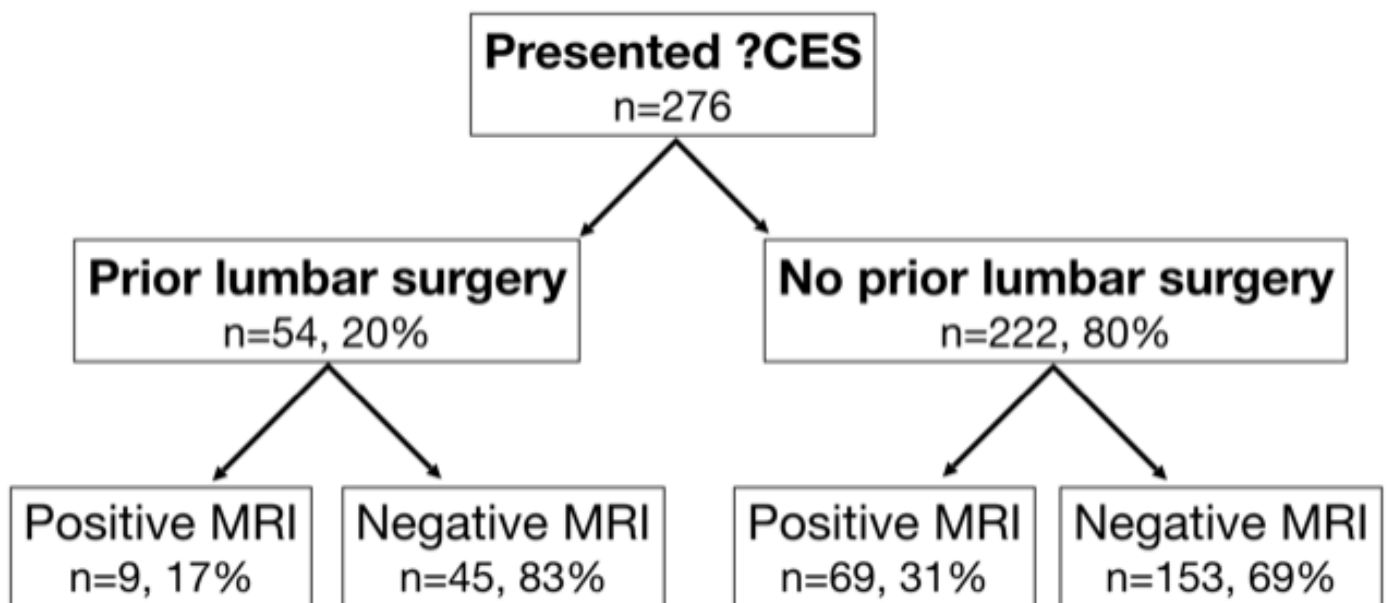 Presented ?CES
n=276
Prior lumbar surgery
n=54, 20%
No prior lumbar surgery
n=222, 80%
Positive MRI
n=9, 17%
Negative MRI
n=45, 83%
Positive MRI
n=69, 31%
Negative MRI
n=153, 69%